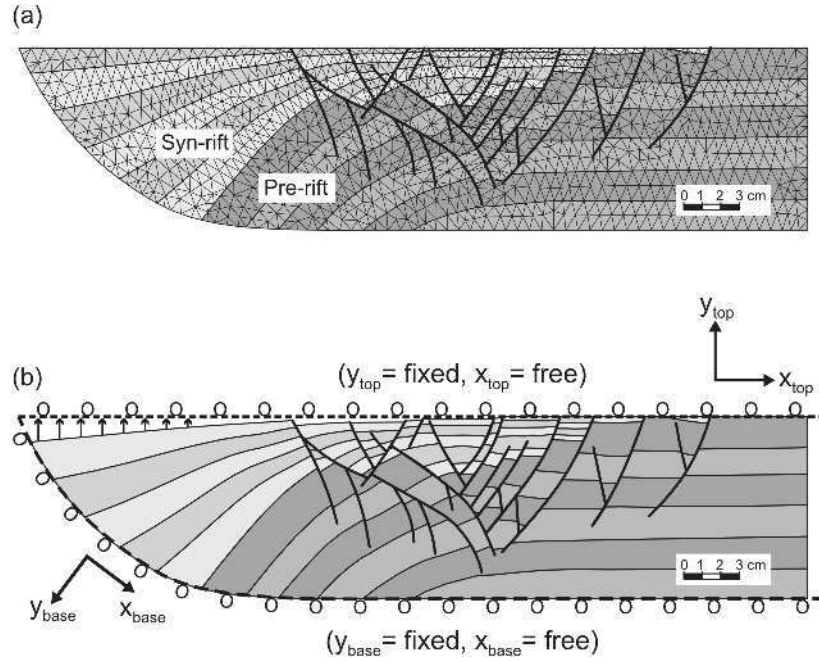 (a)
Syn-rift
Pre-rift
0 1 2 3 cm
y_top
x_top
(b)
(y_top = fixed, x_top = free)
0 1 2 3 cm
y_base
x_base
(y_base = fixed, x_base = free)